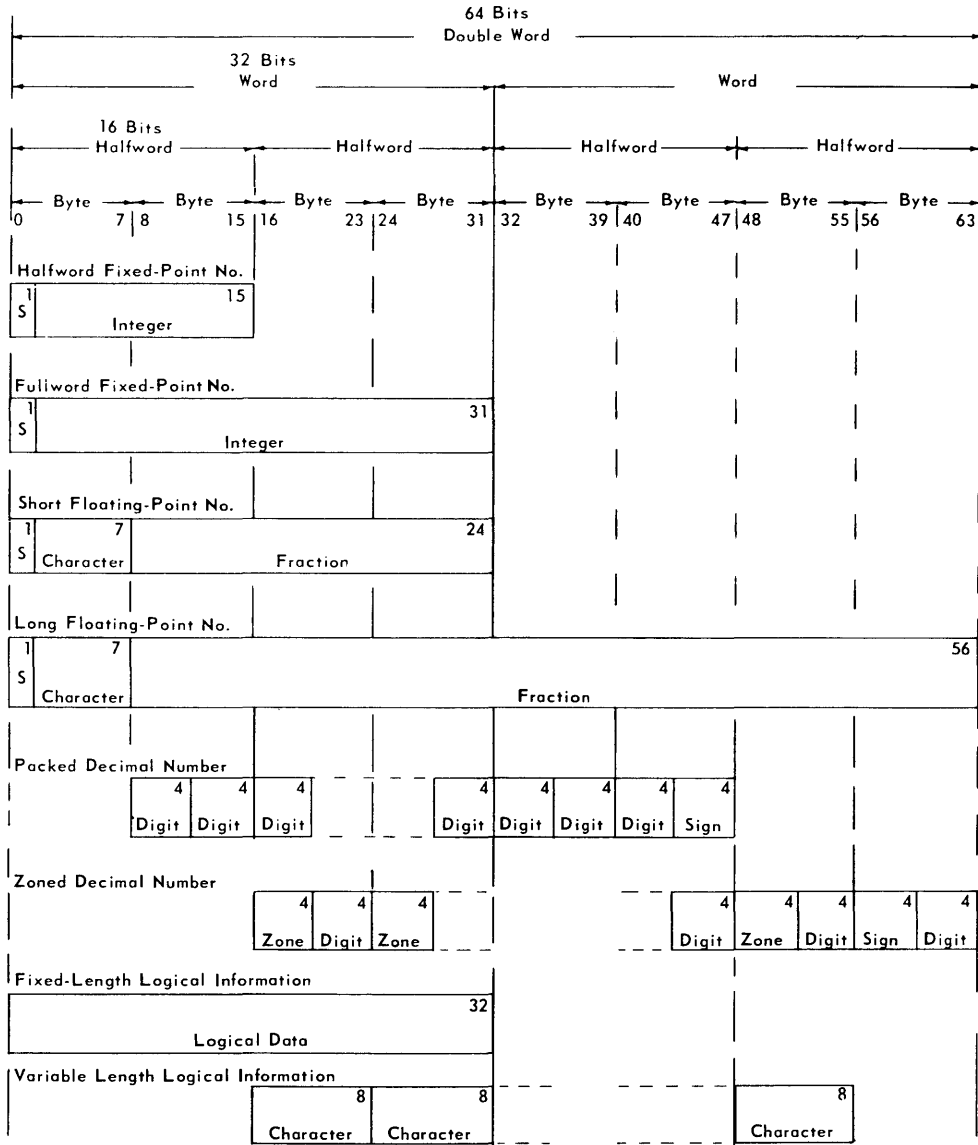 64 Bits
Double Word
32 Bits
Word Word
16 Bits
Halfword Halfword Halfword Halfword
Byte Byte Byte Byte Byte Byte Byte Byte
0 7 8 15 16 23 24 31 32 39 40 47 48 55 56 63
Halfword Fixed-Point No.
1 15
S Integer
Fullword Fixed-Point No.
1 31
S Integer
Short Floating-Point No.
1 7 24
S Character Fraction
Long Floating-Point No.
1 7 56
S Character Fraction
Packed Decimal Number
4 4 4 4 4 4 4 4
Digit Digit Digit Digit Digit Digit Digit Sign
Zoned Decimal Number
4 4 4 4 4 4 4 4
Zone Digit Zone Digit Zone Digit Sign Digit
Fixed-Length Logical Information
32
Logical Data
Variable Length Logical Information
8 8 8
Character Character Character